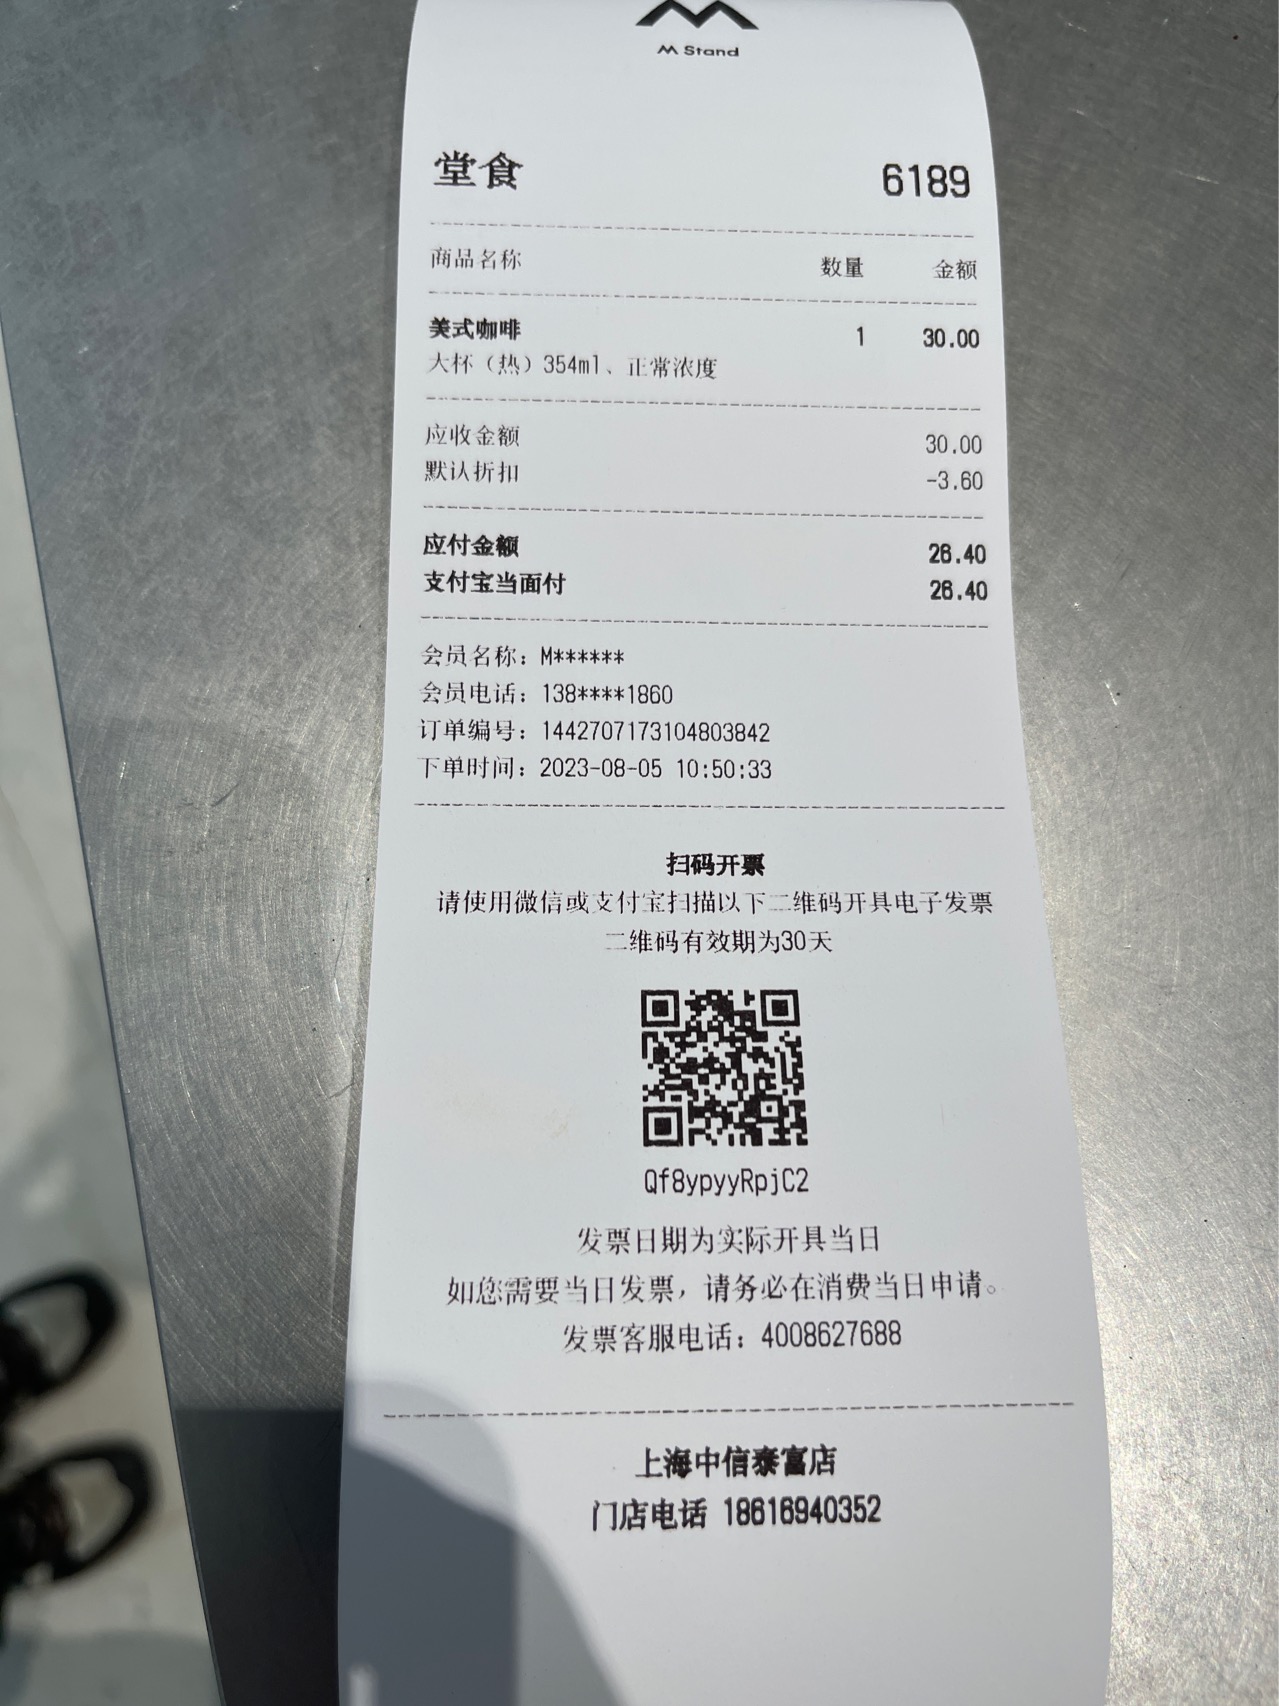 M Stand
堂食 6189
商品名称 数量 金额
美式咖啡 1 30.00
大杯（热）354ml、正常浓度
应收金额 30.00
默认折扣 -3.60
应付金额 26.40
支付宝当面付 26.40
会员名称：M******
会员电话：138****1860
订单编号：1442707173104803842
下单时间：2023-08-05 10:50:33
扫码开票
请使用微信或支付宝扫描以下二维码开具电子发票
二维码有效期为30天
Qf8ypyyRpjC2
发票日期为实际开具当日
如您需要当日发票，请务必在消费当日申请。
发票客服电话：4008627688
上海中信泰富店
门店电话 18616940352